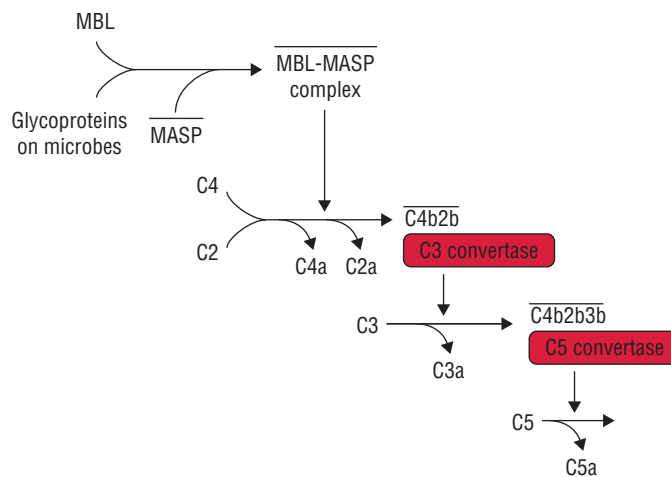 MBL
MBL-MASP
complex
Glycoproteins
on microbes
MASP
C4
C4b2b
C2
C3 convertase
C4a
C2a
C3
C4b2b3b
C5 convertase
C3a
C5
C5a